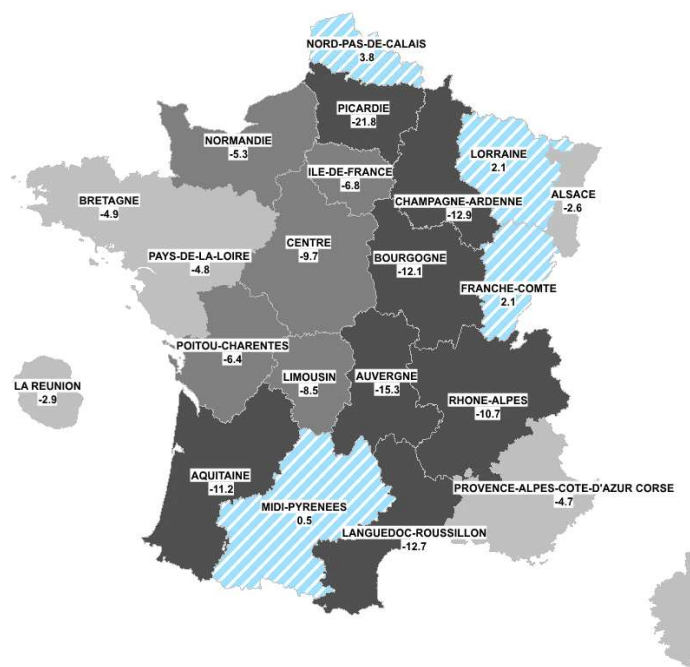 NORD-PAS-DE-CALAIS
3.8
PICARDIE
-21.8
NORMANDIE
-5.3
LORRAINE
2.1
ILE-DE-FRANCE
-6.8
ALSACE
-2.6
BRETAGNE
-4.9
CHAMPAGNE-ARDENNE
-12.9
CENTRE
-9.7
PAYS-DE-LA-LOIRE
-4.8
BOURGOGNE
-12.1
FRANCHE-COMTE
2.1
POITOU-CHARENTES
-6.4
LIMOUSIN
-8.5
AUVERGNE
-15.3
LA REUNION
-2.9
RHONE-ALPES
-10.7
AQUITAINE
-11.2
PROVENCE-ALPES-COTE-D'AZUR CORSE
-4.7
MIDI-PYRENEES
0.5
LANGUEDOC-ROUSSILLON
-12.7